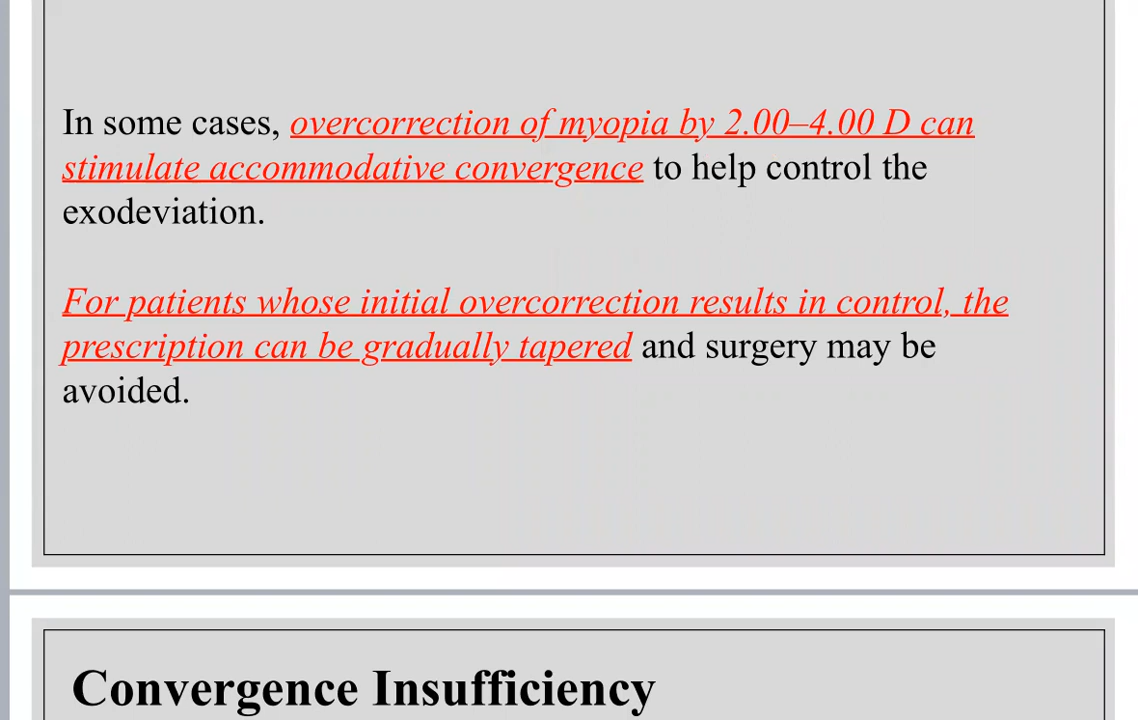 In some cases, overcorrection of myopia by 2.00–4.00 D can
stimulate accommodative convergence to help control the
exodeviation.
For patients whose initial overcorrection results in control, the
prescription can be gradually tapered and surgery may be
avoided.
Convergence Insufficiency